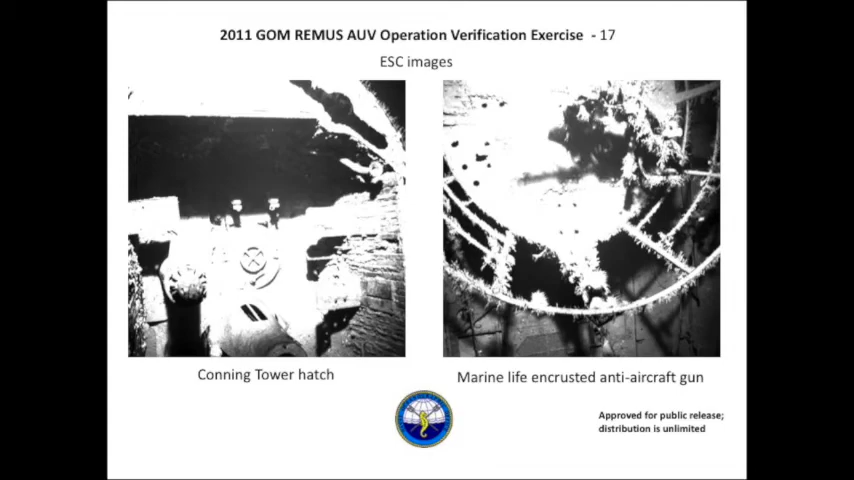 2011 GOM REMUS AUV Operation Verification Exercise - 17
ESC images
Conning Tower hatch
Marine life encrusted anti-aircraft gun
Approved for public release;
distribution is unlimited